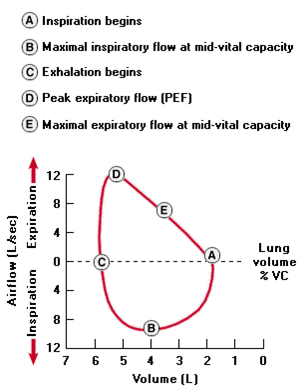 A Inspiration begins
B Maximal inspiratory flow at mid-vital capacity
C Exhalation begins
D Peak expiratory flow (PEF)
E Maximal expiratory flow at mid-vital capacity
Airflow (L/sec)
Inspiration Expiration
12
8
4
0
4
8
12
D
E
A
C
B
Lung
volume
% VC
7 6 5 4 3 2 1 0
Volume (L)